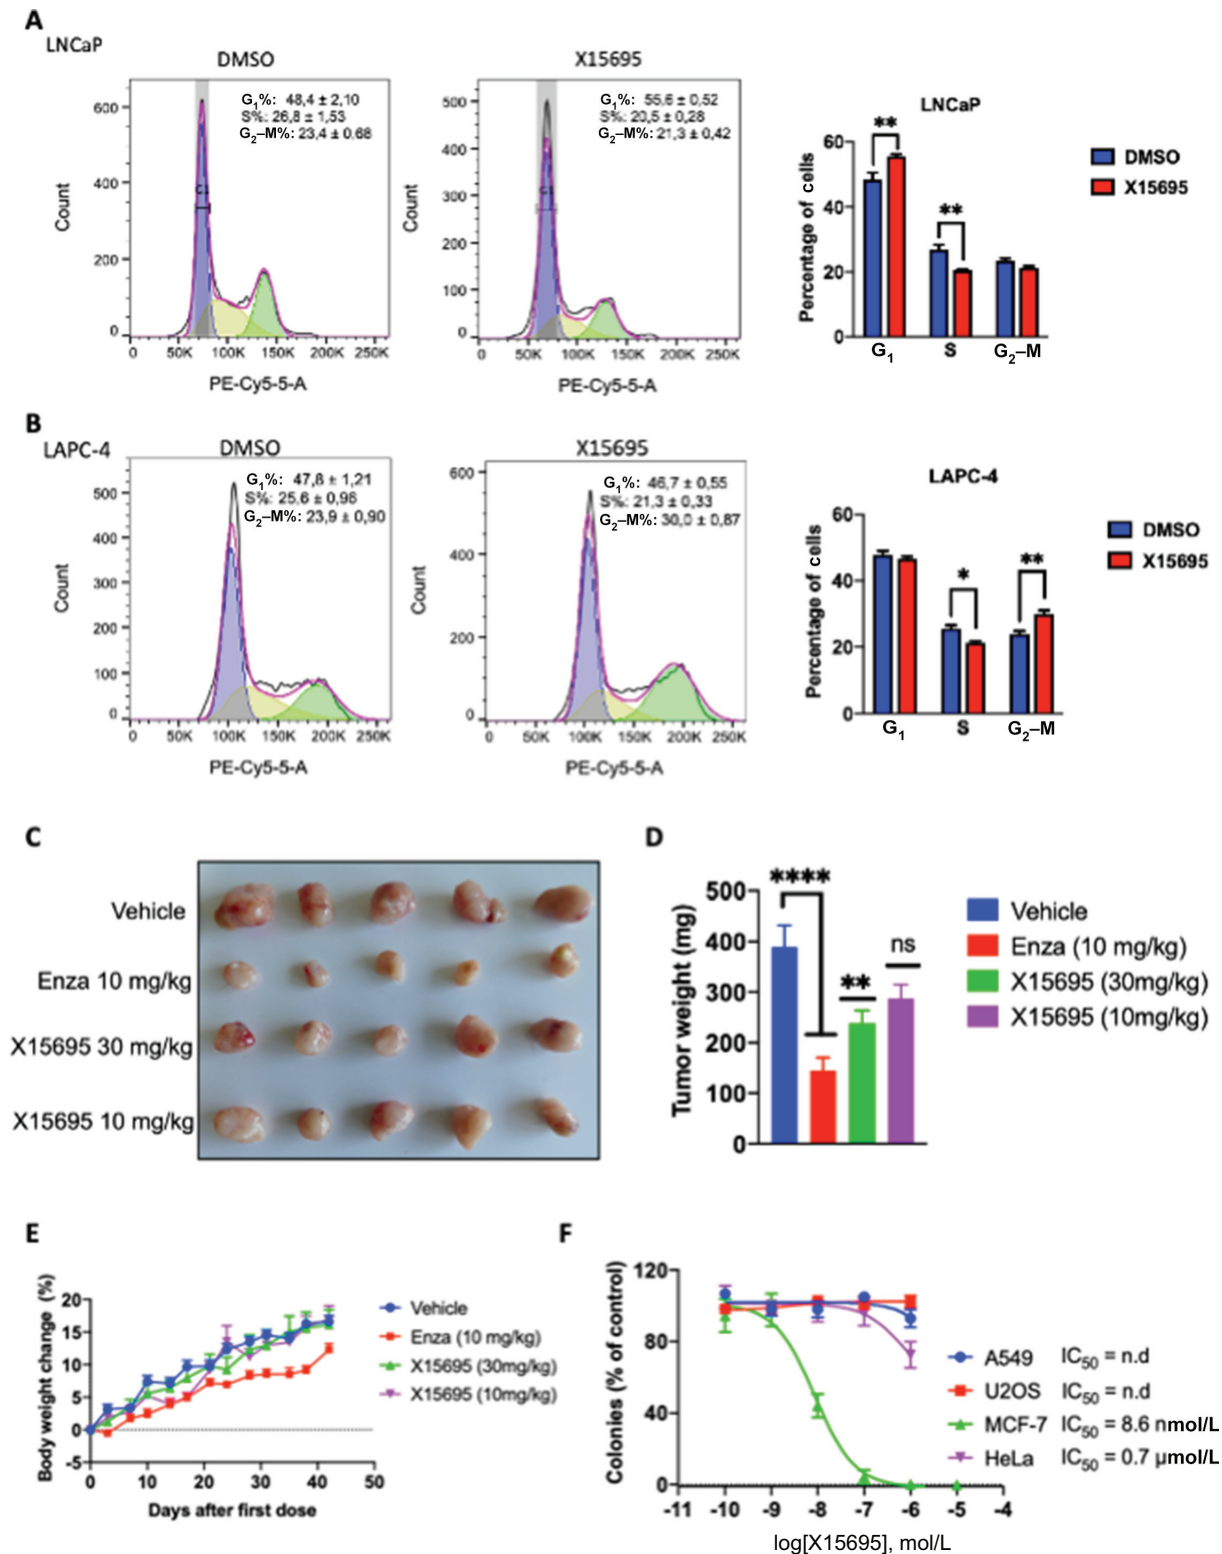 A
LNCaP
DMSO
G1%: 48,4 ± 2,10
S%: 26,8 ± 1,53
G2–M%: 23,4 ± 0,68
Count
600
400
200
0
G1
0 50K 100K 150K 200K 250K
PE-Cy5-5-A
X15695
G1%: 55,6 ± 0,52
S%: 20,5 ± 0,28
G2–M%: 21,3 ± 0,42
Count
500
400
300
200
100
0
G1
0 50K 100K 150K 200K 250K
PE-Cy5-5-A
LNCaP
Percentage of cells
60
40
20
0
** **
G1 S G2–M
DMSO
X15695
B
LAPC-4
DMSO
G1%: 47,8 ± 1,21
S%: 25,6 ± 0,96
G2–M%: 23,9 ± 0,90
Count
500
400
300
200
100
0
0 50K 100K 150K 200K 250K
PE-Cy5-5-A
X15695
G1%: 46,7 ± 0,55
S%: 21,3 ± 0,33
G2–M%: 30,0 ± 0,87
Count
600
400
200
0
0 50K 100K 150K 200K 250K
PE-Cy5-5-A
LAPC-4
Percentage of cells
60
40
20
0
* **
G1 S G2–M
DMSO
X15695
C
Vehicle
Enza 10 mg/kg
X15695 30 mg/kg
X15695 10 mg/kg
D
Tumor weight (mg)
500
400
300
200
100
0
****
**
ns
Vehicle
Enza (10 mg/kg)
X15695 (30mg/kg)
X15695 (10mg/kg)
E
Body weight change (%)
20
15
10
5
0
-5
0 10 20 30 40 50
Days after first dose
Vehicle
Enza (10 mg/kg)
X15695 (30mg/kg)
X15695 (10mg/kg)
F
Colonies (% of control)
120
80
40
0
-11 -10 -9 -8 -7 -6 -5 -4
log[X15695], mol/L
A549 IC50 = n.d
U2OS IC50 = n.d
MCF-7 IC50 = 8.6 nmol/L
HeLa IC50 = 0.7 µmol/L